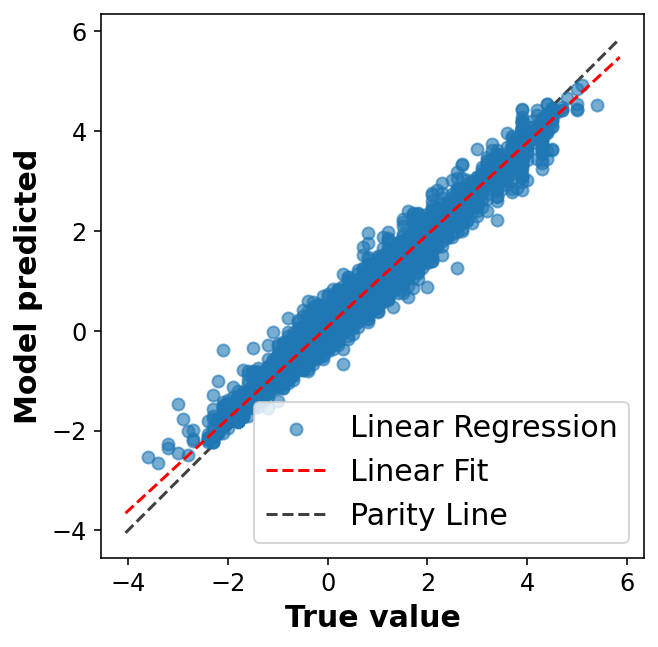 6
4
2
0
−2
−4
Model predicted
Linear Regression
Linear Fit
Parity Line
−4 −2 0 2 4 6
True value